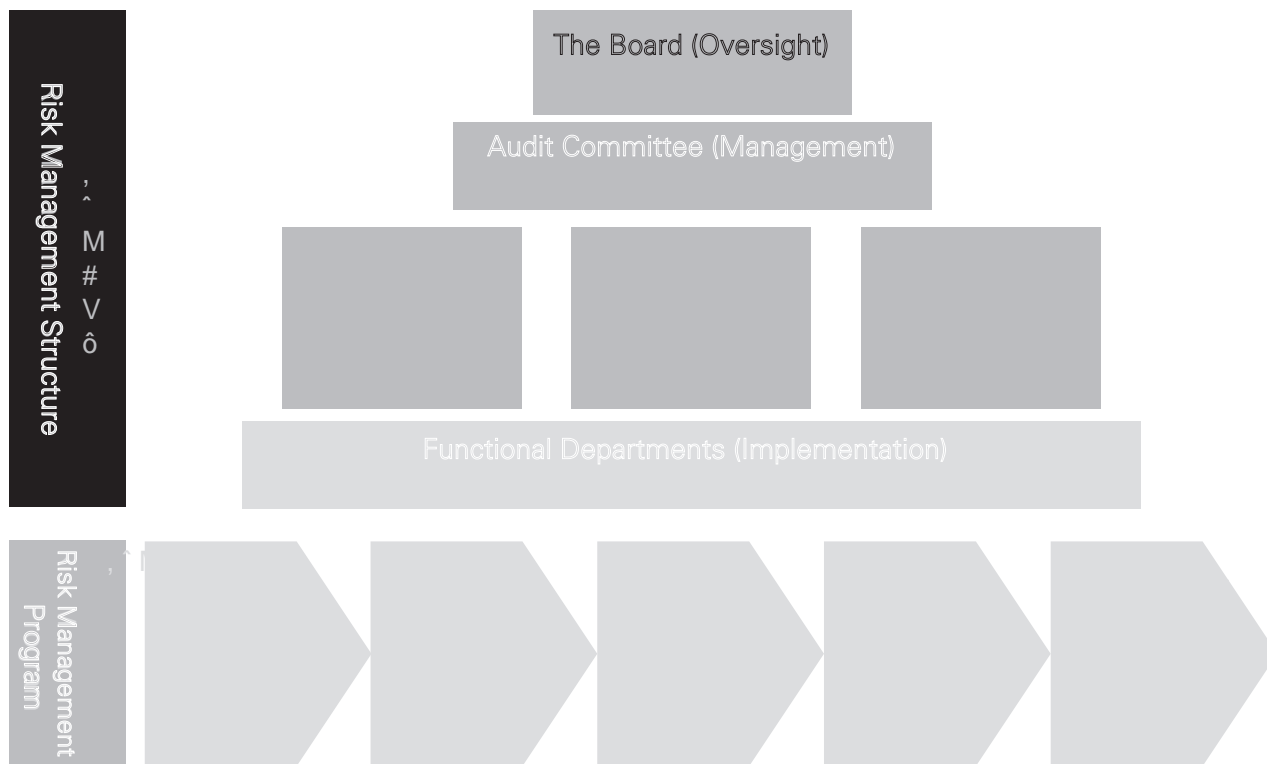 The Board (Oversight)
Audit Committee (Management)
Functional Departments (Implementation)
Risk Management Structure
,
ˆ
M
#
V
ô
Risk Management
Program
, ˆ